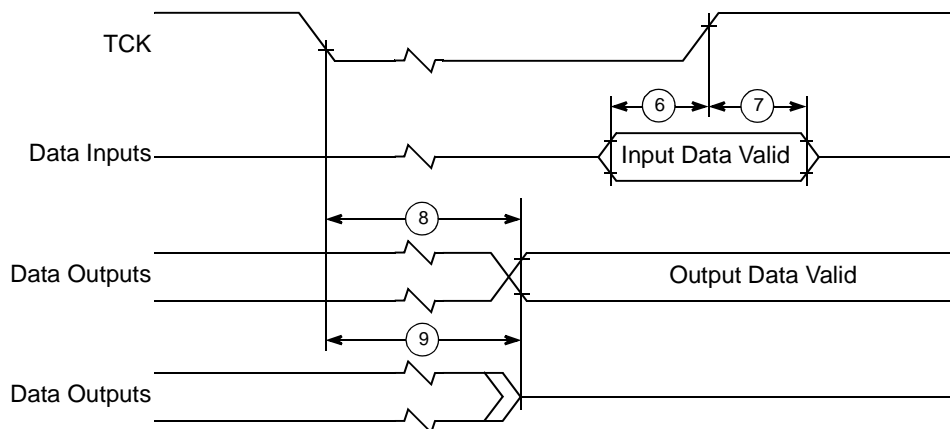 TCK
6
7
Data Inputs
Input Data Valid
8
Data Outputs
Output Data Valid
9
Data Outputs